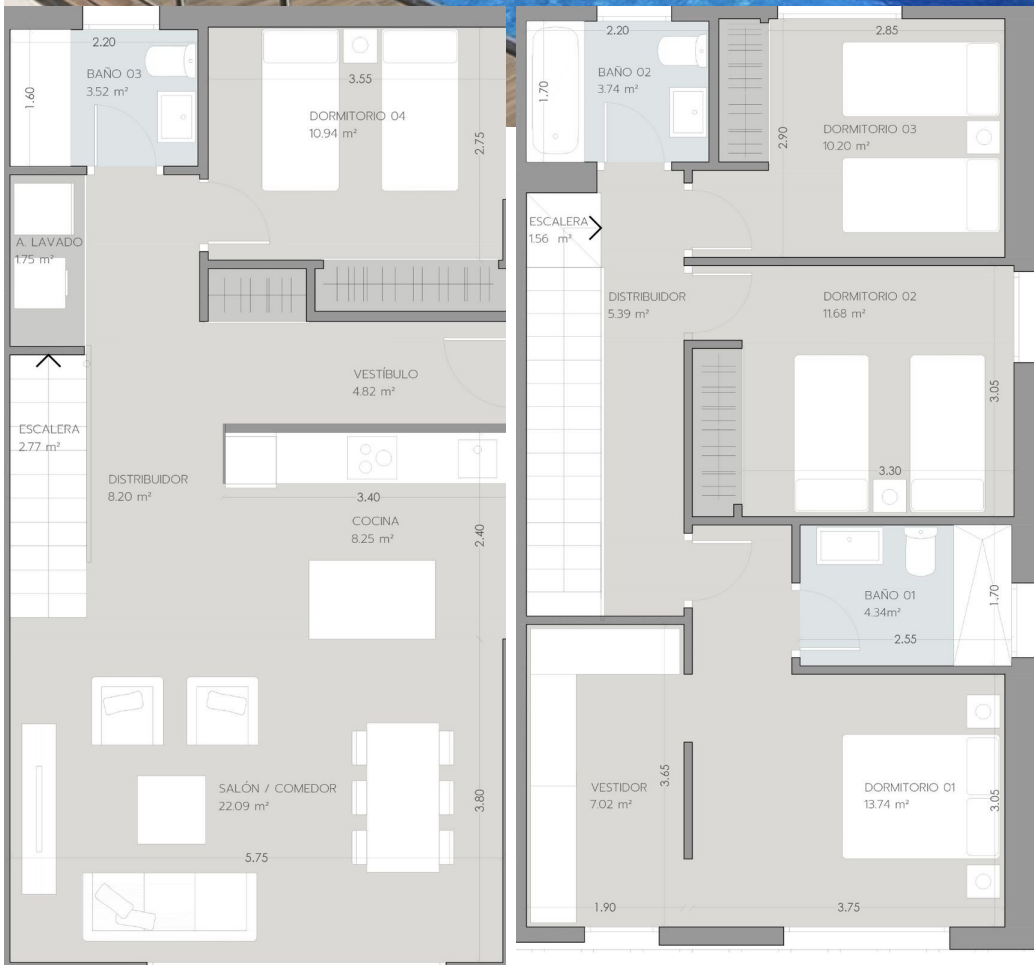 2.20
BAÑO 03
3.52 m²
1.60
3.55
DORMITORIO 04
10.94 m²
2.75
A. LAVADO
1.75 m²
VESTÍBULO
4.82 m²
ESCALERA
2.77 m²
DISTRIBUIDOR
8.20 m²
3.40
COCINA
8.25 m²
2.40
SALÓN / COMEDOR
22.09 m²
3.80
5.75
2.20
BAÑO 02
3.74 m²
1.70
2.85
DORMITORIO 03
10.20 m²
2.90
ESCALERA
1.56 m²
DISTRIBUIDOR
5.39 m²
DORMITORIO 02
11.68 m²
3.05
3.30
BAÑO 01
4.34m²
1.70
2.55
VESTIDOR
7.02 m²
3.65
DORMITORIO 01
13.74 m²
3.05
1.90
3.75